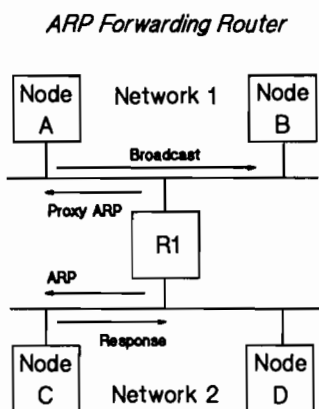 ARP Forwarding Router
Node
A
Network 1
Node
B
Broadcast
Proxy ARP
R1
ARP
Response
Node
C
Network 2
Node
D